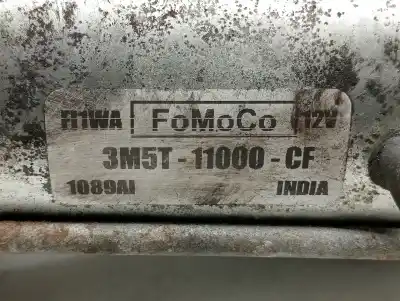 FoMoCo 12V
3M5T-11000-CF
1089AI INDIA